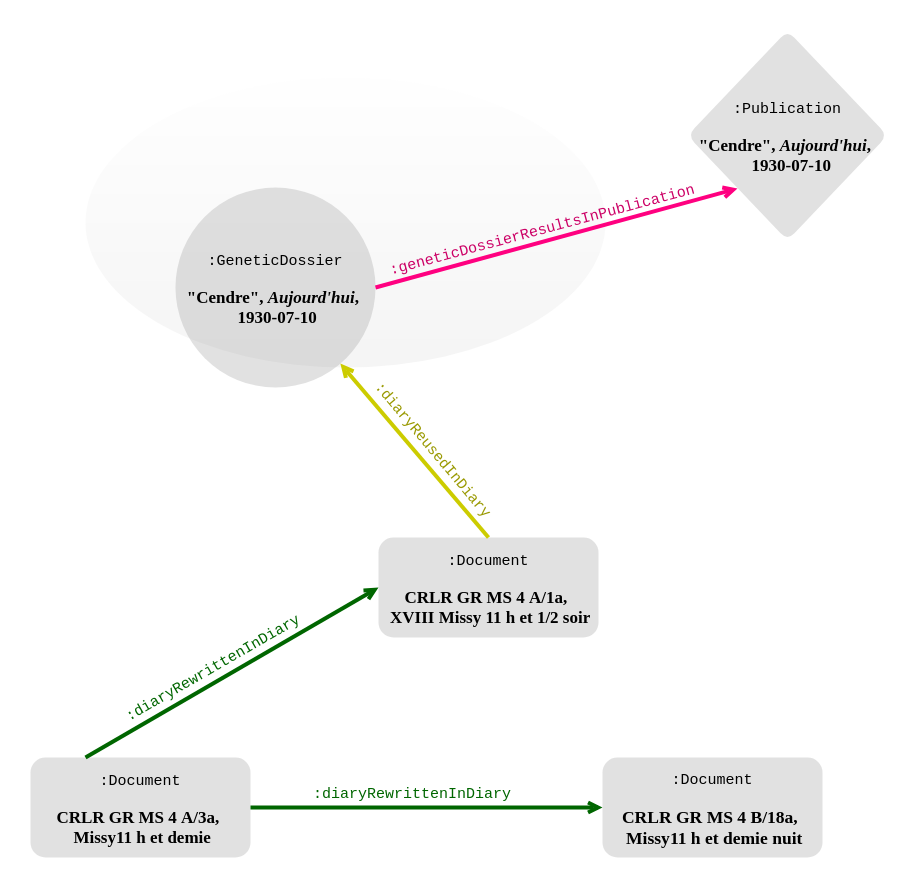 :Publication
"Cendre", Aujourd'hui,
1930-07-10
:geneticDossierResultsInPublication
:GeneticDossier
"Cendre", Aujourd'hui,
1930-07-10
:diaryReusedInDiary
:Document
CRLR GR MS 4 A/1a,
XVIII Missy 11 h et 1/2 soir
:diaryRewrittenInDiary
:Document
CRLR GR MS 4 A/3a,
Missy11 h et demie
:diaryRewrittenInDiary
:Document
CRLR GR MS 4 B/18a,
Missy11 h et demie nuit